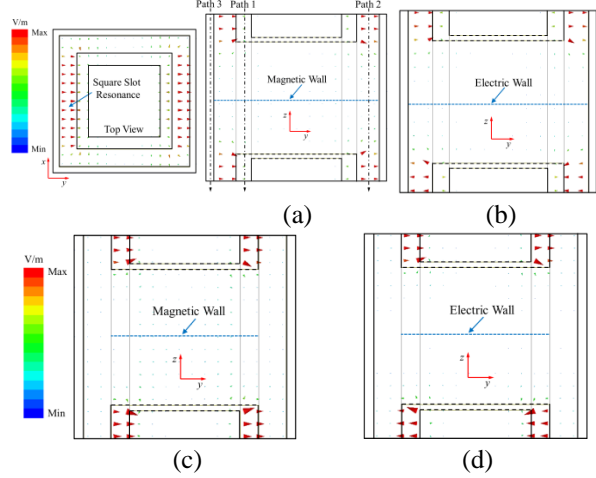 V/m
Max
Min
Square Slot
Resonance
Top View
x
y
Path 3
Path 1
Path 2
Magnetic Wall
z
y
(a)
Electric Wall
z
y
(b)
V/m
Max
Min
Magnetic Wall
z
y
(c)
Electric Wall
z
y
(d)